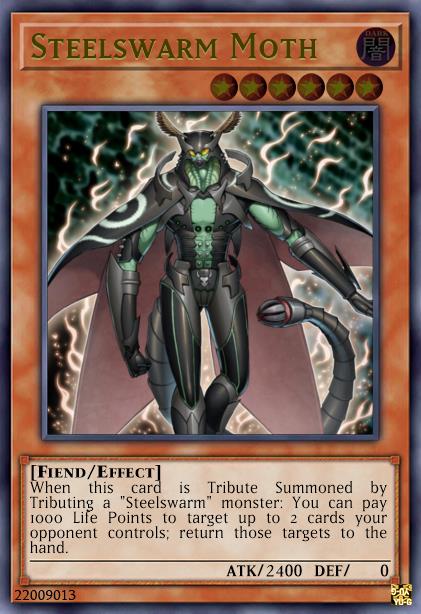 Steelswarm Moth
DARK
闇
[Fiend/Effect]
When this card is Tribute Summoned by
Tributing a "Steelswarm" monster: You can pay
1000 Life Points to target up to 2 cards your
opponent controls; return those targets to the
hand.
ATK/2400 DEF/ 0
22009013